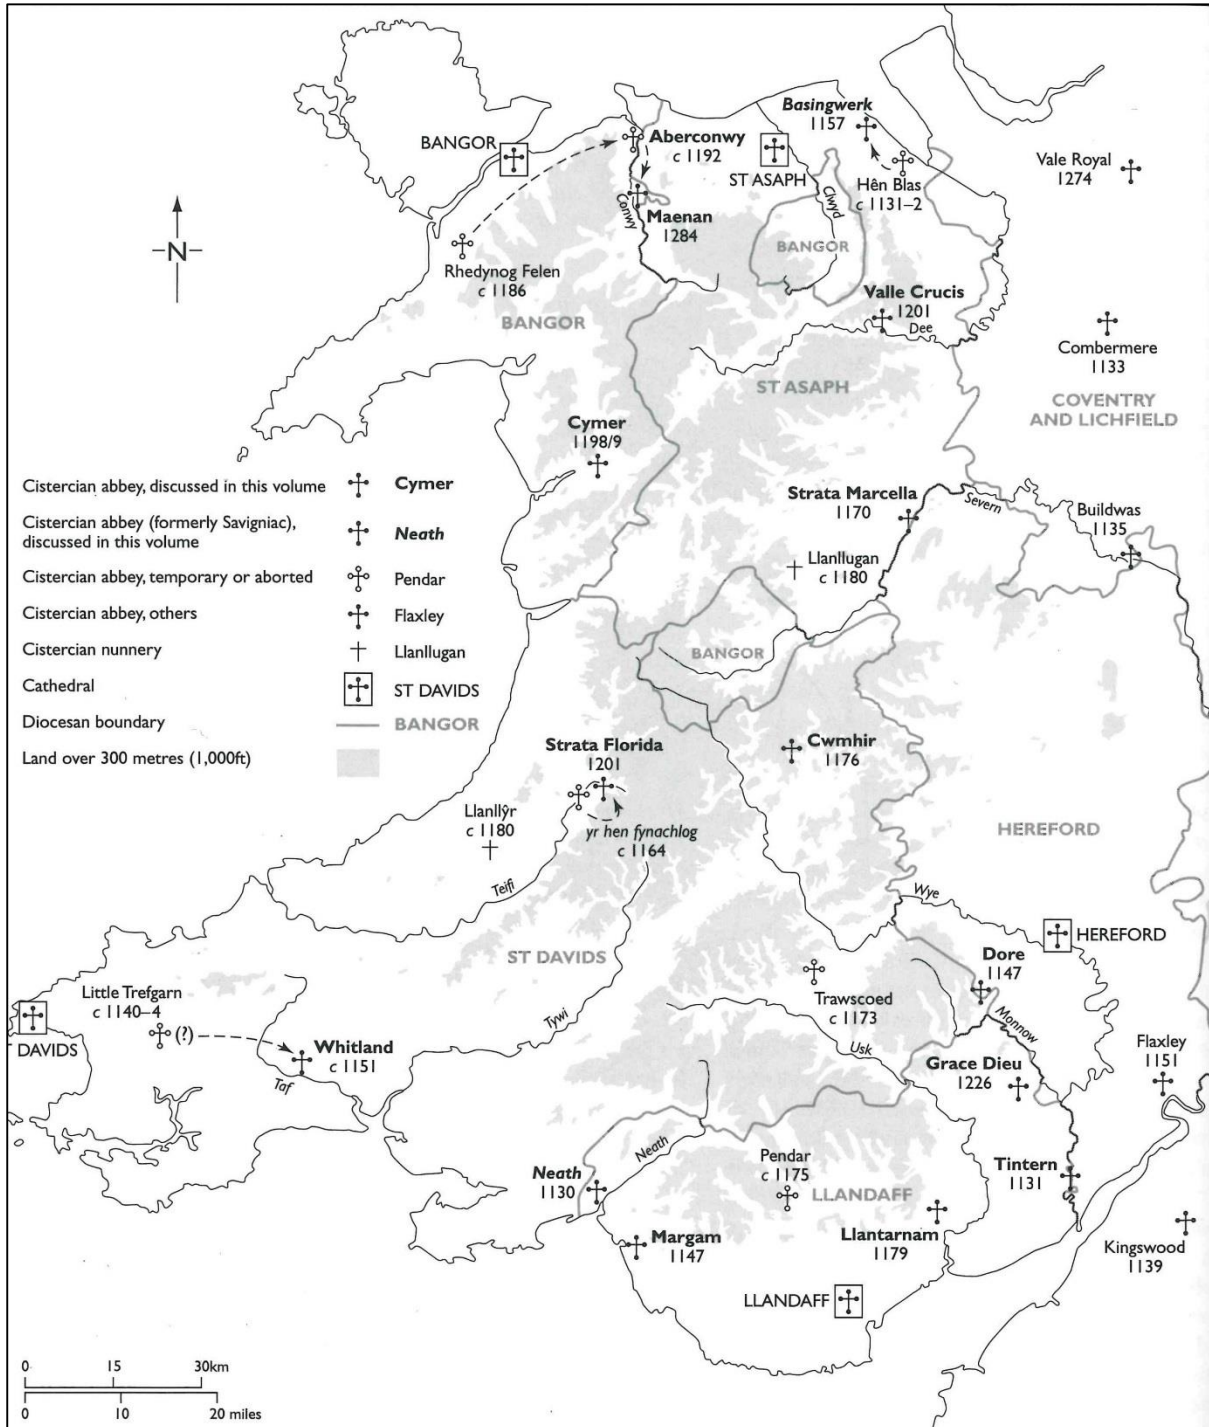 BANGOR
Aberconwy
c 1192
Basingwerk
1157
ST ASAPH
Hên Blas
c 1131–2
Vale Royal
1274
Clwyd
Conwy
Maenan
1284
N
Rhedynog Felen
c 1186
BANGOR
BANGOR
Valle Crucis
1201
Dee
Combermere
1133
ST ASAPH
COVENTRY
AND LICHFIELD
Cymer
1198/9
Strata Marcella
1170
Severn
Buildwas
1135
Llanllugan
c 1180
BANGOR
Cistercian abbey, discussed in this volume
Cymer
Cistercian abbey (formerly Savigniac),
discussed in this volume
Neath
Cistercian abbey, temporary or aborted
Pendar
Cistercian abbey, others
Flaxley
Cistercian nunnery
Llanllugan
Cathedral
ST DAVIDS
Diocesan boundary
BANGOR
Land over 300 metres (1,000ft)
Strata Florida
1201
Cwmhir
1176
Llanllŷr
c 1180
yr hen fynachlog
c 1164
HEREFORD
Teifi
Wye
HEREFORD
ST DAVIDS
Dore
1147
Little Trefgarn
c 1140–4
(?)
DAVIDS
Trawscoed
c 1173
Monnow
Tywi
Usk
Whitland
c 1151
Taf
Grace Dieu
1226
Flaxley
1151
Neath
Neath
1130
Pendar
c 1175
LLANDAFF
Tintern
1131
Margam
1147
Llantarnam
1179
Kingswood
1139
LLANDAFF
0 15 30km
0 10 20 miles